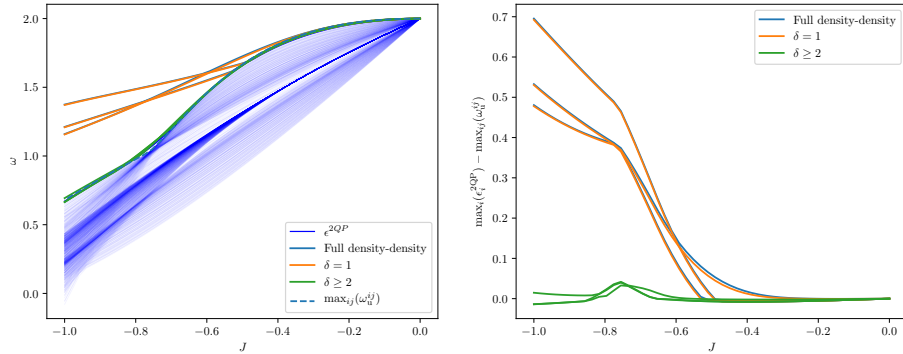 2.0
1.5
1.0
0.5
0.0
ω
−1.0
−0.8
−0.6
−0.4
−0.2
0.0
J
ϵ^{2QP}
Full density-density
δ = 1
δ ≥ 2
max_{ij}(ω_u^{ij})
0.7
0.6
0.5
0.4
0.3
0.2
0.1
0.0
max_i(ϵ_i^{2QP}) − max_{ij}(ω_u^{ij})
−1.0
−0.8
−0.6
−0.4
−0.2
0.0
J
Full density-density
δ = 1
δ ≥ 2